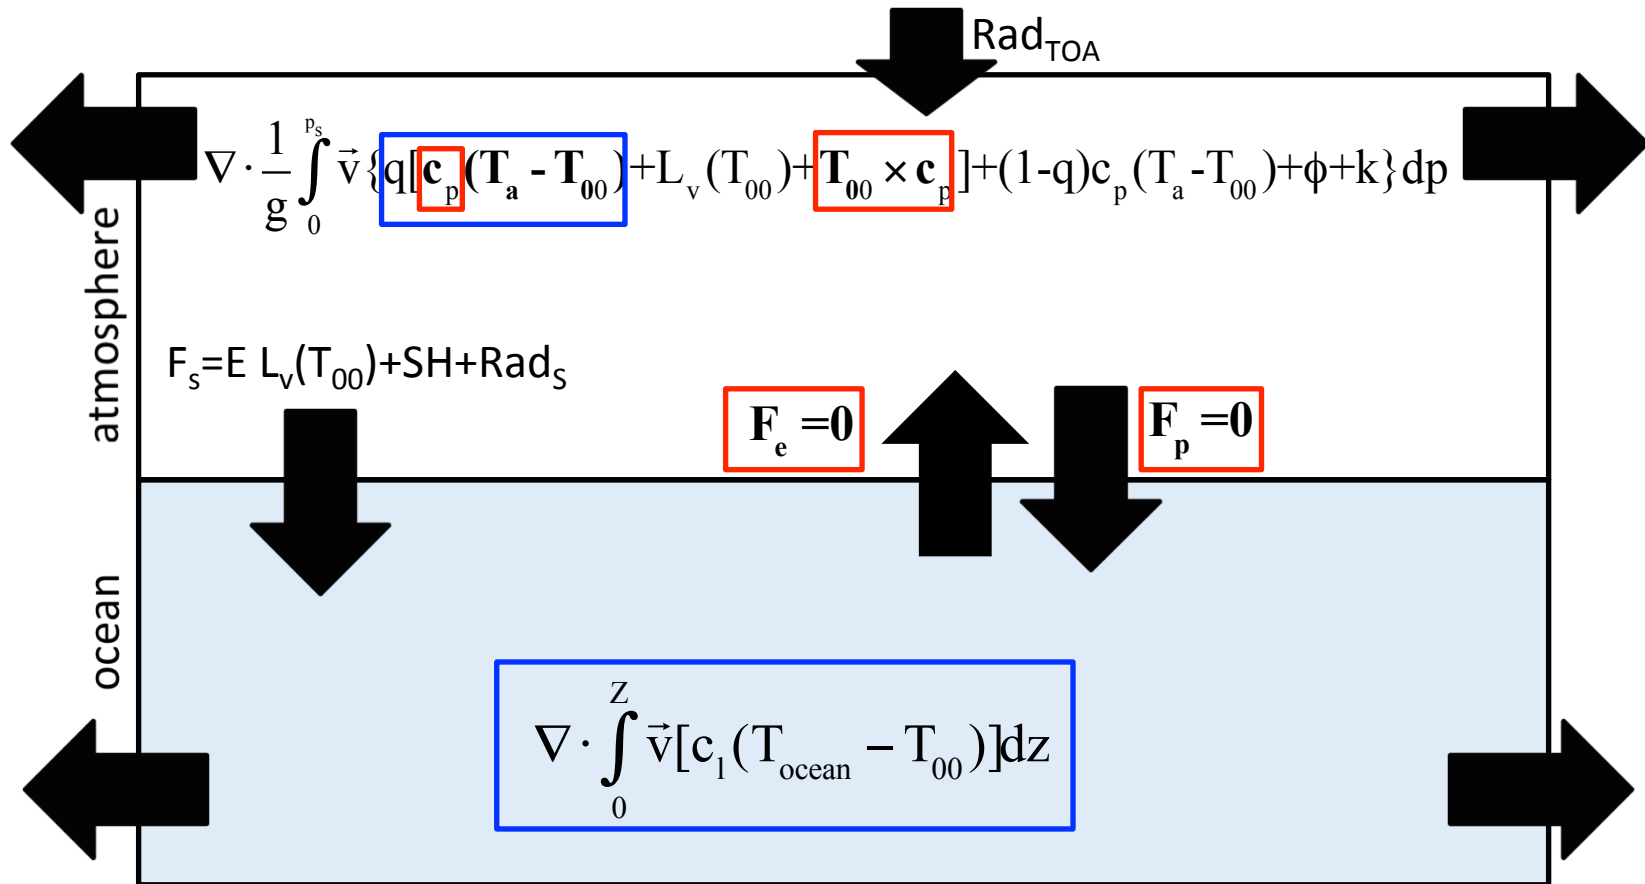 Rad_TOA
∇·1/g ∫_0^{p_s} v⃗{q[c_p(T_a - T_00)+L_v(T_00)+T_00 × c_p]+(1-q)c_p(T_a-T_00)+ϕ+k}dp
atmosphere
F_s=E L_v(T_00)+SH+Rad_S
F_e =0
F_p =0
ocean
∇·∫_0^Z v⃗[c_l(T_ocean − T_00)]dz